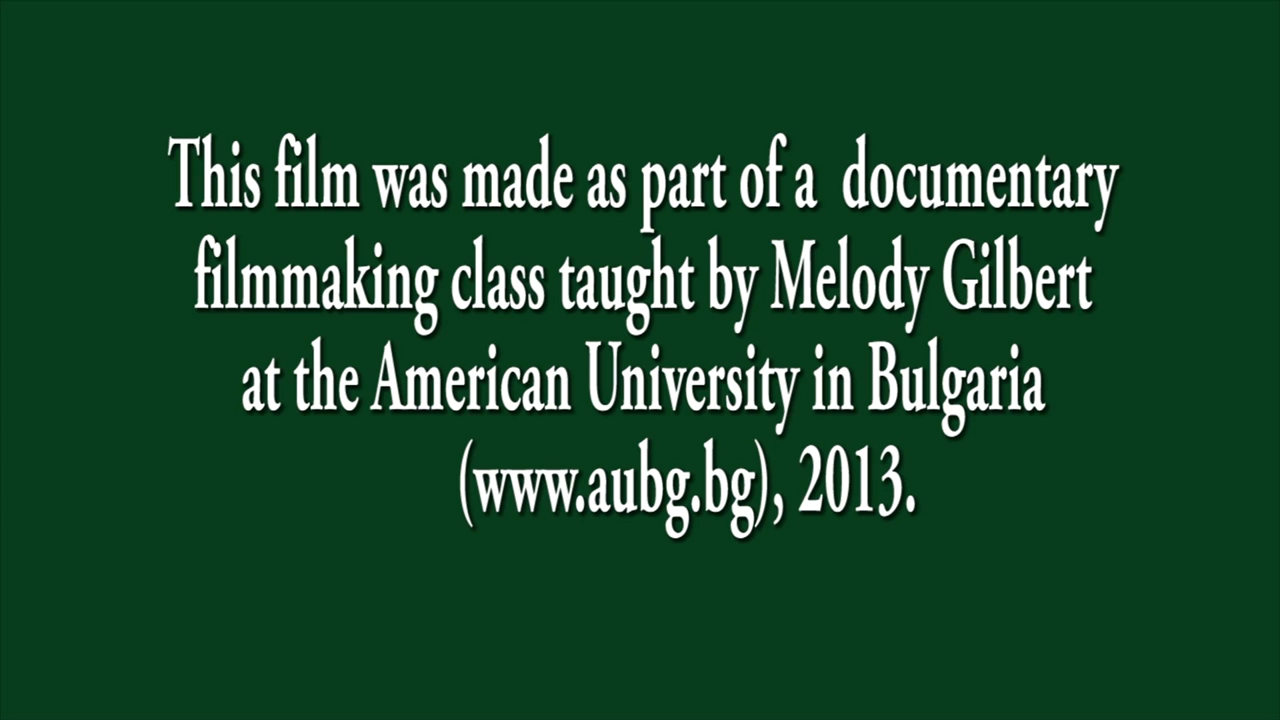 This film was made as part of a  documentary
filmmaking class taught by Melody Gilbert
at the American University in Bulgaria
(www.aubg.bg), 2013.